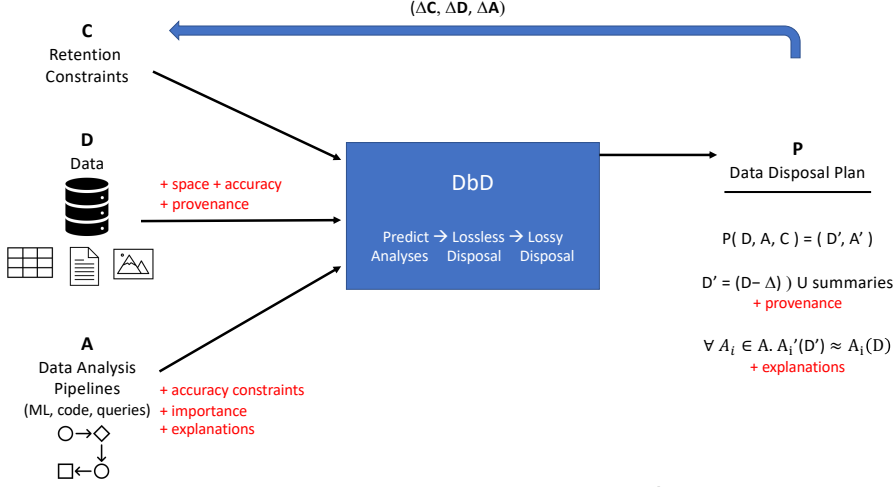 (ΔC, ΔD, ΔA)
C
Retention
Constraints
D
Data
+ space + accuracy
+ provenance
A
Data Analysis
Pipelines
(ML, code, queries)
+ accuracy constraints
+ importance
+ explanations
DbD
Predict → Lossless → Lossy
Analyses Disposal Disposal
P
Data Disposal Plan
P( D, A, C ) = ( D’, A’ )
D’ = (D− Δ) ) U summaries
+ provenance
∀ Aᵢ ∈ A. Aᵢ’(D’) ≈ Aᵢ(D)
+ explanations